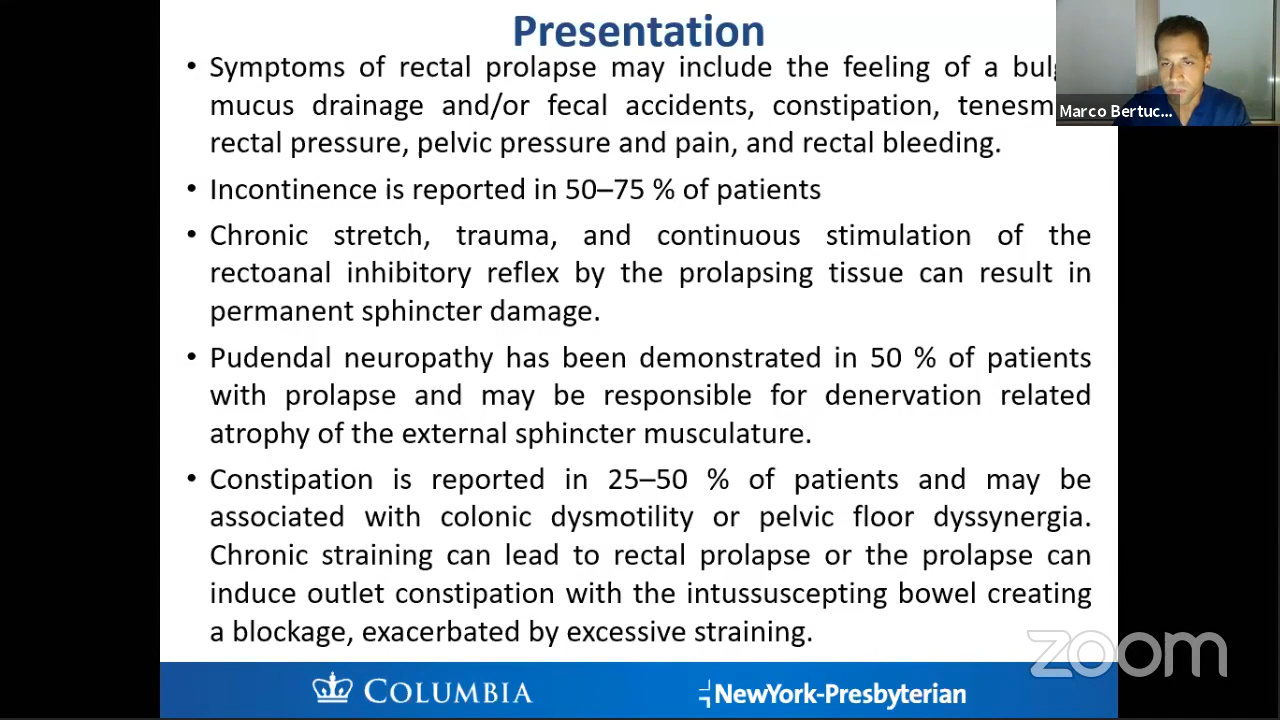 Presentation
• Symptoms of rectal prolapse may include the feeling of a
mucus drainage and/or fecal accidents, constipation,
rectal pressure, pelvic pressure and pain, and rectal bleeding.
• Incontinence is reported in 50–75 % of patients
• Chronic stretch, trauma, and continuous stimulation of the
rectoanal inhibitory reflex by the prolapsing tissue can result in
permanent sphincter damage.
• Pudendal neuropathy has been demonstrated in 50 % of patients
with prolapse and may be responsible for denervation related
atrophy of the external sphincter musculature.
• Constipation is reported in 25–50 % of patients and may be
associated with colonic dysmotility or pelvic floor dyssynergia.
Chronic straining can lead to rectal prolapse or the prolapse can
induce outlet constipation with the intussuscepting bowel creating
a blockage, exacerbated by excessive straining.
Marco Bertuc...
zoom
COLUMBIA
NewYork-Presbyterian